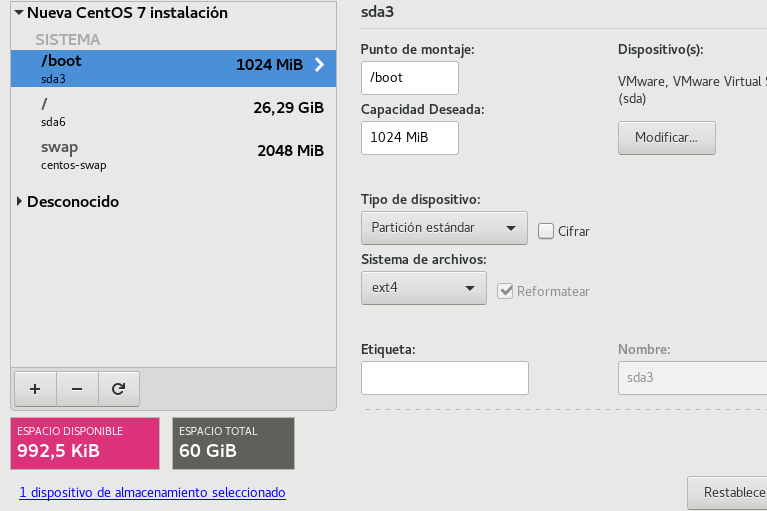 Nueva CentOS 7 instalación
SISTEMA
/boot
1024 MiB
sda3
/
26,29 GiB
sda6
swap
2048 MiB
centos-swap
Desconocido
ESPACIO DISPONIBLE
992,5 KiB
ESPACIO TOTAL
60 GiB
1 dispositivo de almacenamiento seleccionado
sda3
Punto de montaje:
/boot
Capacidad Deseada:
1024 MiB
Dispositivo(s):
VMware, VMware Virtual
(sda)
Modificar...
Tipo de dispositivo:
Partición estándar
Cifrar
Sistema de archivos:
ext4
Reformatear
Etiqueta:
Nombre:
sda3
Restablece